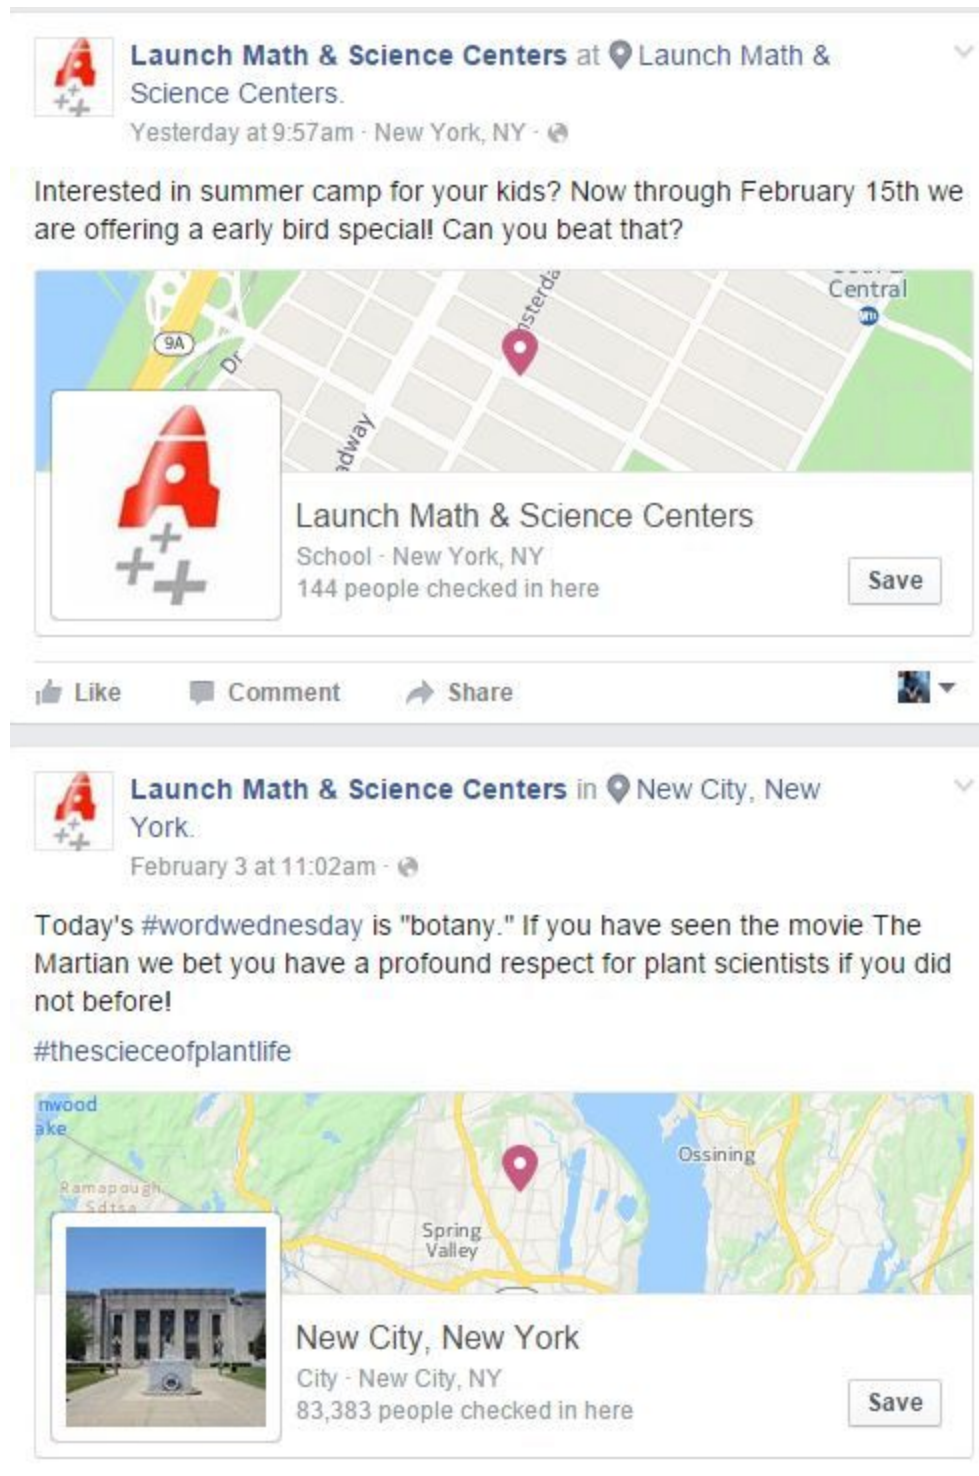 Launch Math & Science Centers at Launch Math &
Science Centers.
Yesterday at 9:57am · New York, NY ·
Interested in summer camp for your kids? Now through February 15th we
are offering a early bird special! Can you beat that?
Central
9A
Dr
Launch Math & Science Centers
School · New York, NY
144 people checked in here
Save
Like Comment Share
Launch Math & Science Centers in New City, New
York.
February 3 at 11:02am ·
Today's #wordwednesday is "botany." If you have seen the movie The
Martian we bet you have a profound respect for plant scientists if you did
not before!
#thescieceofplantlife
nwood
ake
Ossining
Ramapough
Spring
Valley
New City, New York
City · New City, NY
83,383 people checked in here
Save